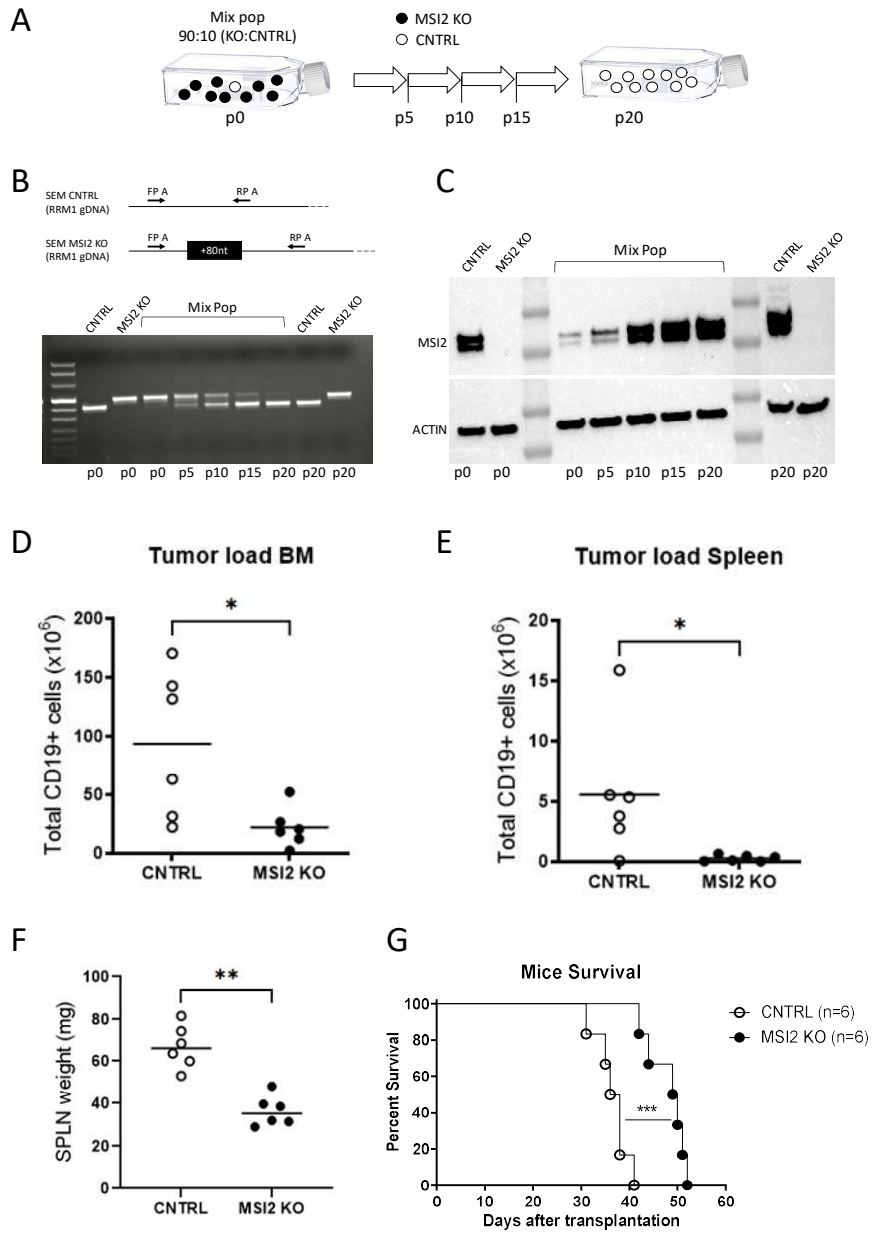 A
Mix pop
90:10 (KO:CNTRL)
MSI2 KO
CNTRL
p0
p5
p10
p15
p20
B
SEM CNTRL
(RRM1 gDNA)
FP A
RP A
SEM MSI2 KO
(RRM1 gDNA)
FP A
+80nt
RP A
CNTRL
MSI2 KO
Mix Pop
CNTRL
MSI2 KO
p0 p0 p0 p5 p10 p15 p20 p20 p20
C
CNTRL
MSI2 KO
Mix Pop
CNTRL
MSI2 KO
MSI2
ACTIN
p0 p0 p0 p5 p10 p15 p20 p20 p20
D
Tumor load BM
*
Total CD19+ cells (x10⁶)
200
150
100
50
0
CNTRL MSI2 KO
E
Tumor load Spleen
*
Total CD19+ cells (x10⁶)
20
15
10
5
0
CNTRL MSI2 KO
F
**
SPLN weight (mg)
100
80
60
40
20
0
CNTRL MSI2 KO
G
Mice Survival
CNTRL (n=6)
MSI2 KO (n=6)
***
Percent Survival
100
80
60
40
20
0
0 10 20 30 40 50 60
Days after transplantation